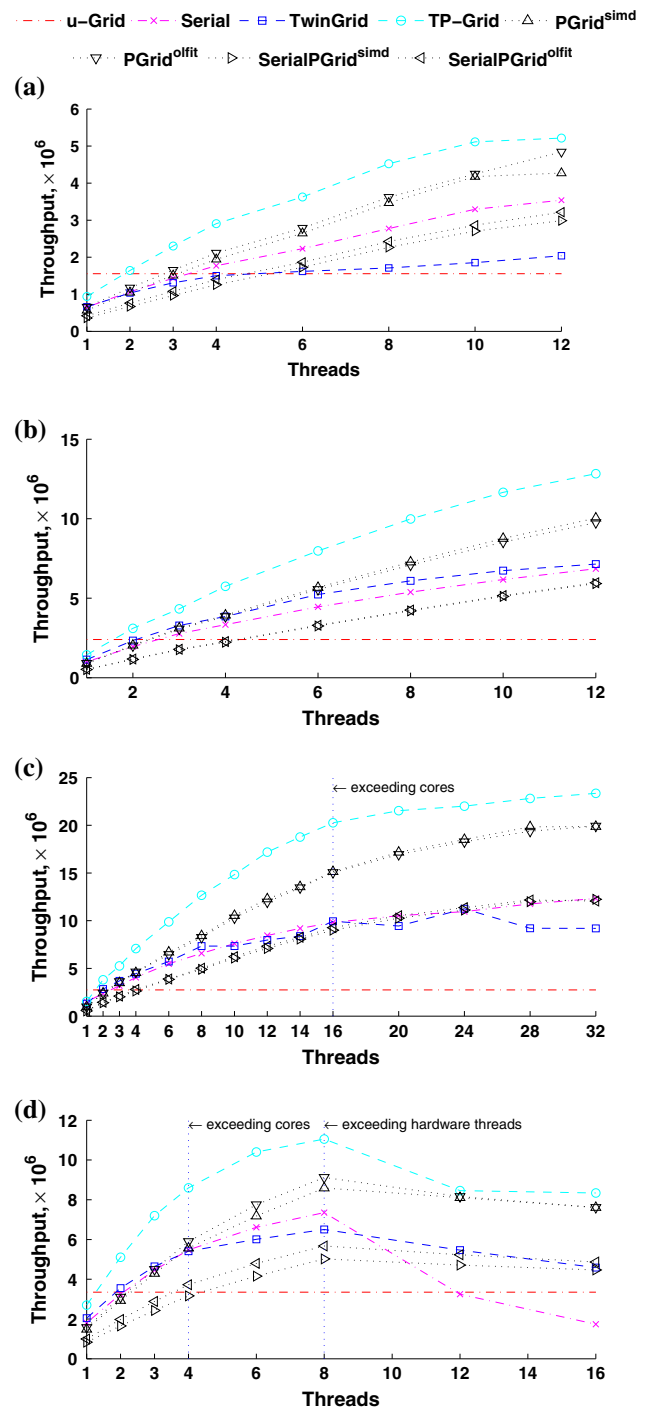 u-Grid Serial TwinGrid TP-Grid PGrid^simd
PGrid^olfit SerialPGrid^simd SerialPGrid^olfit
(a)
6
5
4
3
2
1
0
Throughput, × 10^6
1 2 3 4 6 8 10 12
Threads
(b)
15
10
5
0
Throughput, × 10^6
2 4 6 8 10 12
Threads
(c)
25
20
15
10
5
0
Throughput, × 10^6
← exceeding cores
1 2 3 4 6 8 10 12 14 16 20 24 28 32
Threads
(d)
12
10
8
6
4
2
0
Throughput, × 10^6
← exceeding cores ← exceeding hardware threads
1 2 3 4 6 8 10 12 14 16
Threads